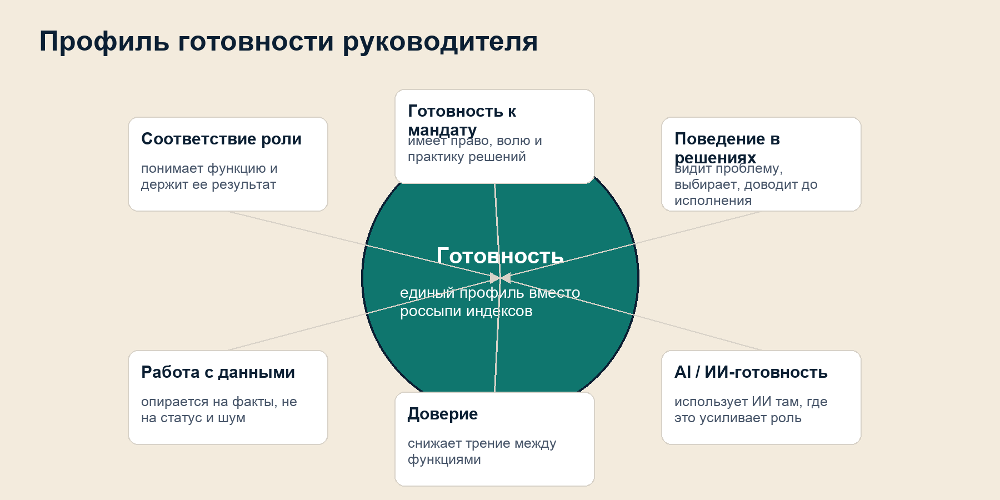 Профиль готовности руководителя
Готовность к
мандату
имеет право, волю и
практику решений
Соответствие роли
понимает функцию и
держит ее результат
Поведение в
решениях
видит проблему,
выбирает, доводит до
исполнения
Готовность
единый профиль вместо
россыпи индексов
Работа с данными
опирается на факты, не
на статус и шум
AI / ИИ-готовность
использует ИИ там, где
это усиливает роль
Доверие
снижает трение между
функциями